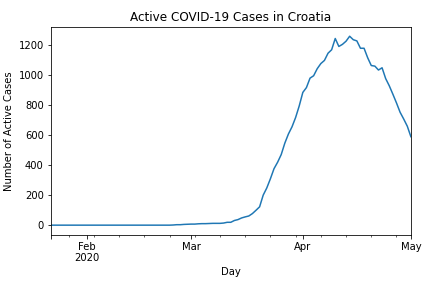 Active COVID-19 Cases in Croatia
Number of Active Cases
1200
1000
800
600
400
200
0
Feb
2020
Mar
Apr
May
Day